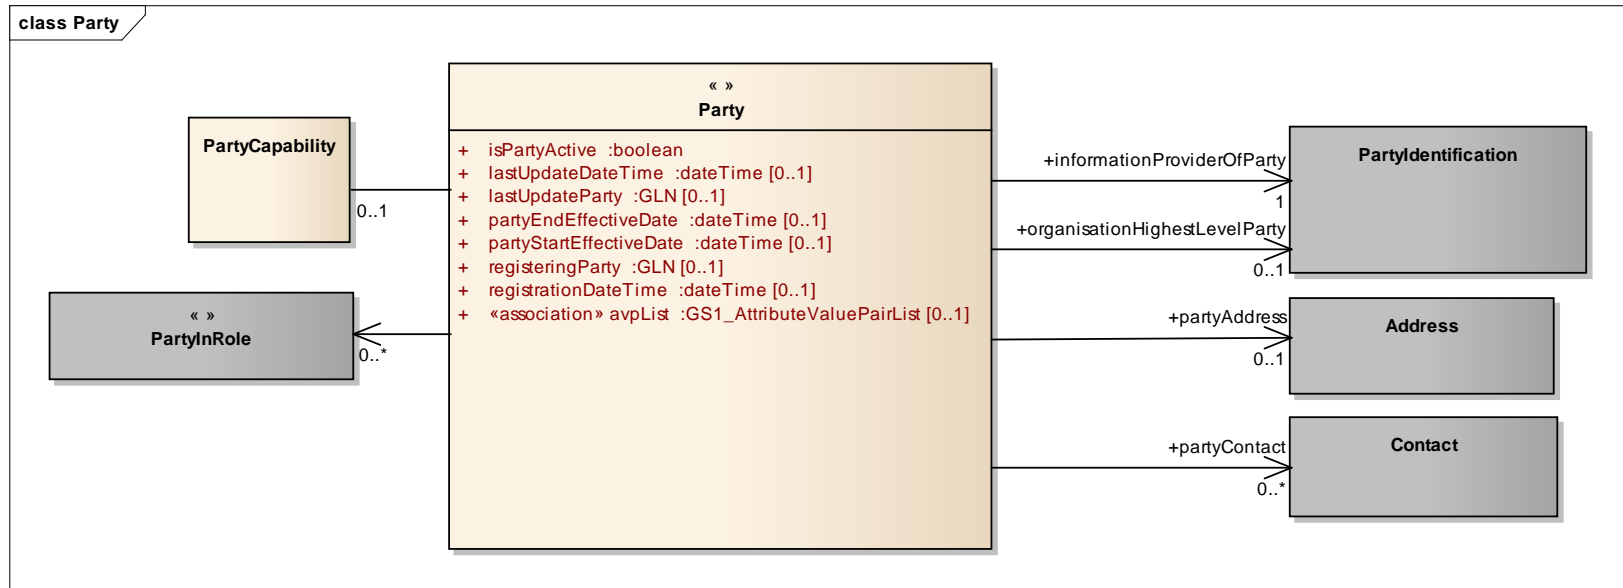 class Party
PartyCapability
0..1
« »
PartyInRole
0..*
« »
Party
+ isPartyActive :boolean
+ lastUpdateDateTime :dateTime [0..1]
+ lastUpdateParty :GLN [0..1]
+ partyEndEffectiveDate :dateTime [0..1]
+ partyStartEffectiveDate :dateTime [0..1]
+ registeringParty :GLN [0..1]
+ registrationDateTime :dateTime [0..1]
+ «association» avpList :GS1_AttributeValuePairList [0..1]
+informationProviderOfParty
1
+organisationHighestLevelParty
0..1
PartyIdentification
+partyAddress
0..1
Address
+partyContact
0..*
Contact